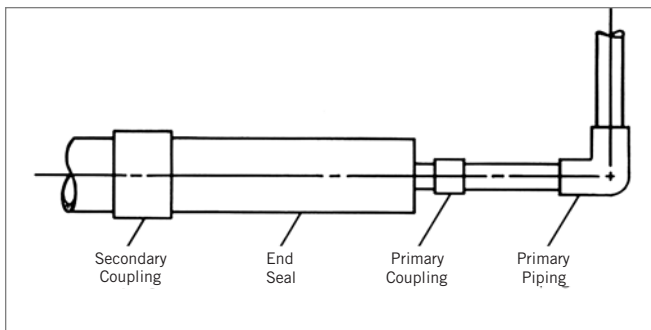 Secondary
Coupling
End
Seal
Primary
Coupling
Primary
Piping